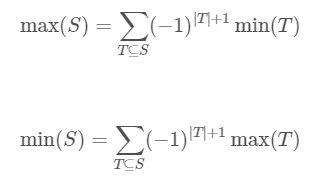 max(S) = ∑_{T⊆S} (−1)^{|T|+1} min(T)
min(S) = ∑_{T⊆S} (−1)^{|T|+1} max(T)